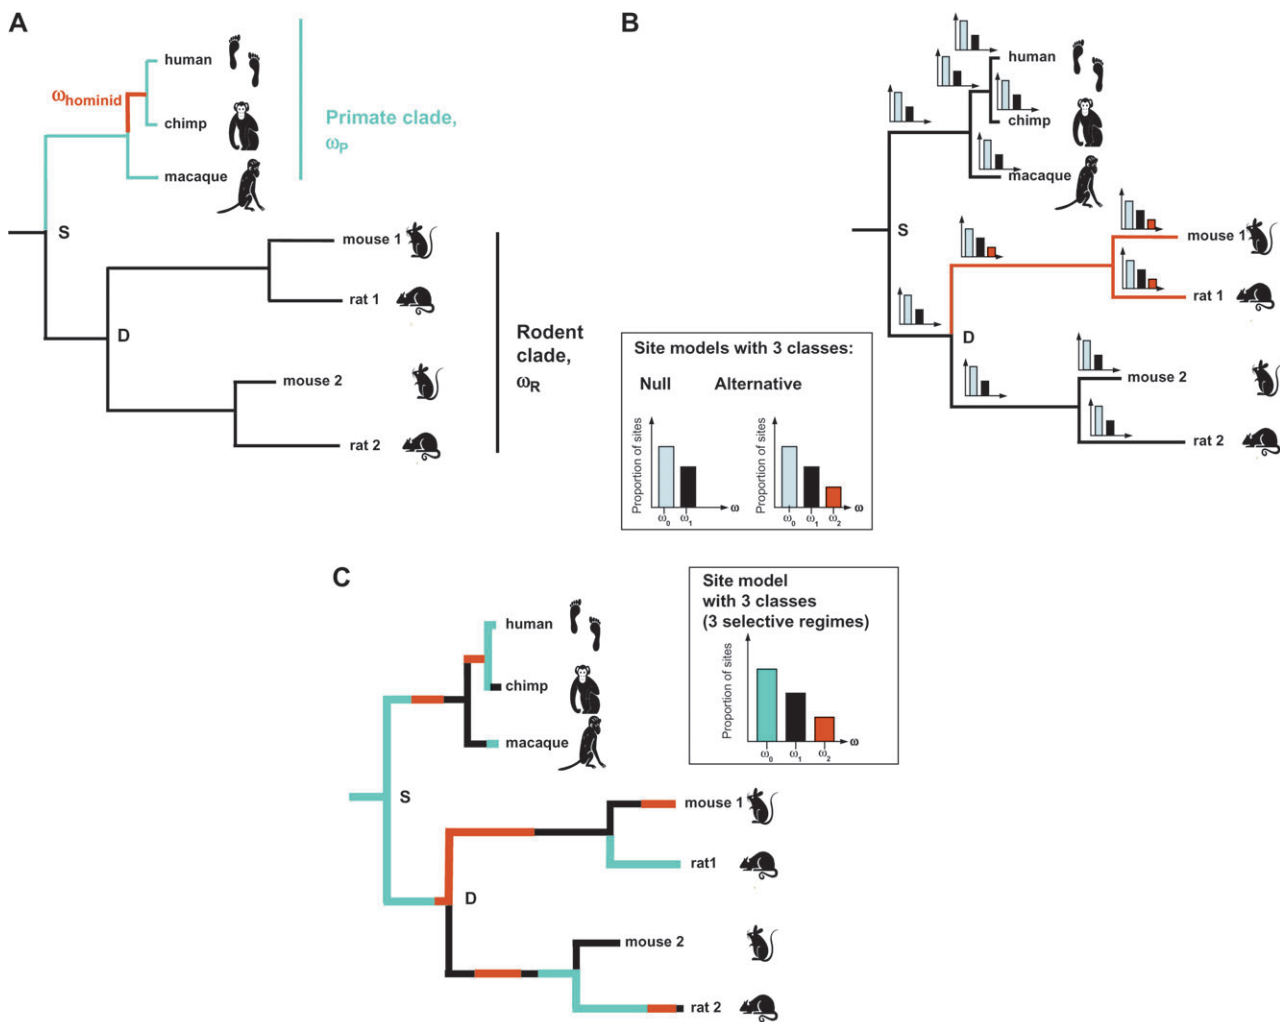 A
human
ωhominid
chimp
Primate clade,
ωP
macaque
S
mouse 1
rat 1
D
Rodent
clade,
ωR
mouse 2
rat 2
B
human
chimp
macaque
S
mouse 1
rat 1
D
mouse 2
rat 2
Site models with 3 classes:
Null
Alternative
Proportion of sites
ω0
ω1
ω
Proportion of sites
ω0
ω1
ω2
ω
C
human
chimp
macaque
S
mouse 1
rat1
D
mouse 2
rat 2
Site model
with 3 classes
(3 selective regimes)
Proportion of sites
ω0
ω1
ω2
ω